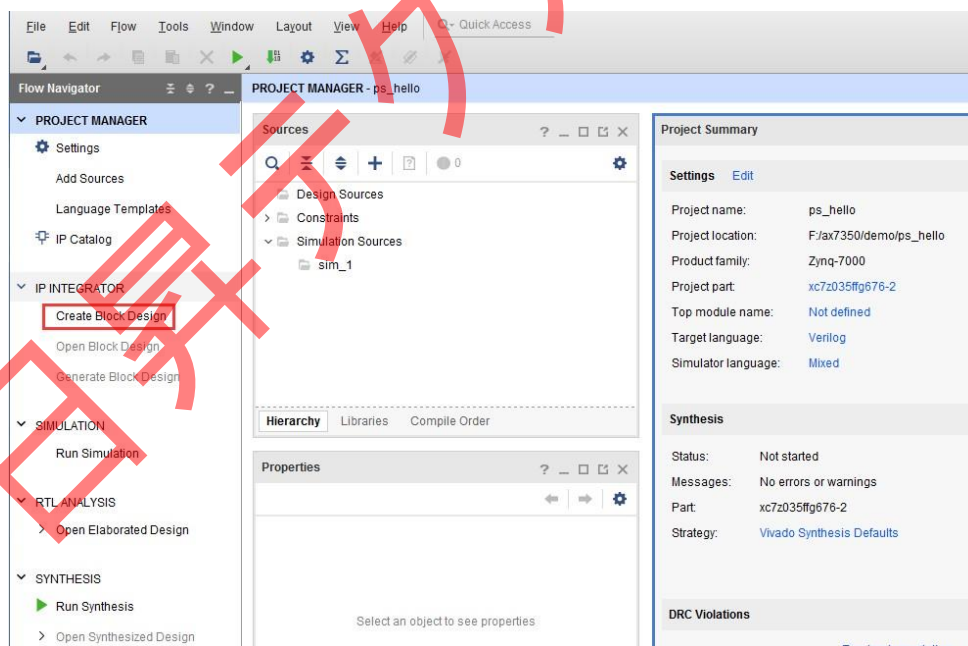 File Edit Flow Tools Window Layout View Help Quick Access
Flow Navigator
PROJECT MANAGER - ps_hello
PROJECT MANAGER
Settings
Add Sources
Language Templates
IP Catalog
IP INTEGRATOR
Create Block Design
Open Block Design
Generate Block Design
SIMULATION
Run Simulation
RTL ANALYSIS
Open Elaborated Design
SYNTHESIS
Run Synthesis
Open Synthesized Design
Sources
0
Design Sources
Constraints
Simulation Sources
sim_1
Hierarchy Libraries Compile Order
Properties
Select an object to see properties
Project Summary
Settings Edit
Project name: ps_hello
Project location: F:/ax7350/demo/ps_hello
Product family: Zynq-7000
Project part: xc7z035ffg676-2
Top module name: Not defined
Target language: Verilog
Simulator language: Mixed
Synthesis
Status: Not started
Messages: No errors or warnings
Part: xc7z035ffg676-2
Strategy: Vivado Synthesis Defaults
DRC Violations